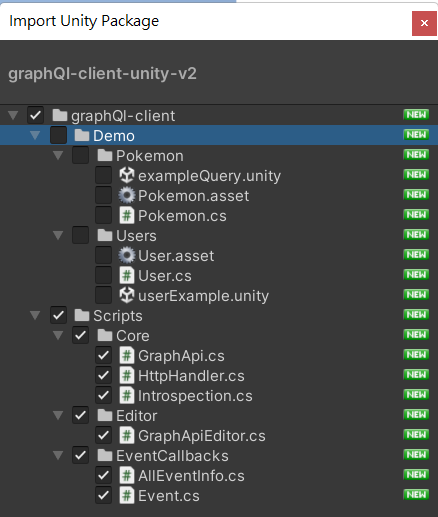 Import Unity Package
graphQl-client-unity-v2
graphQl-client NEW
Demo NEW
Pokemon NEW
exampleQuery.unity NEW
Pokemon.asset NEW
Pokemon.cs NEW
Users NEW
User.asset NEW
User.cs NEW
userExample.unity NEW
Scripts NEW
Core NEW
GraphApi.cs NEW
HttpHandler.cs NEW
Introspection.cs NEW
Editor NEW
GraphApiEditor.cs NEW
EventCallbacks NEW
AllEventInfo.cs NEW
Event.cs NEW